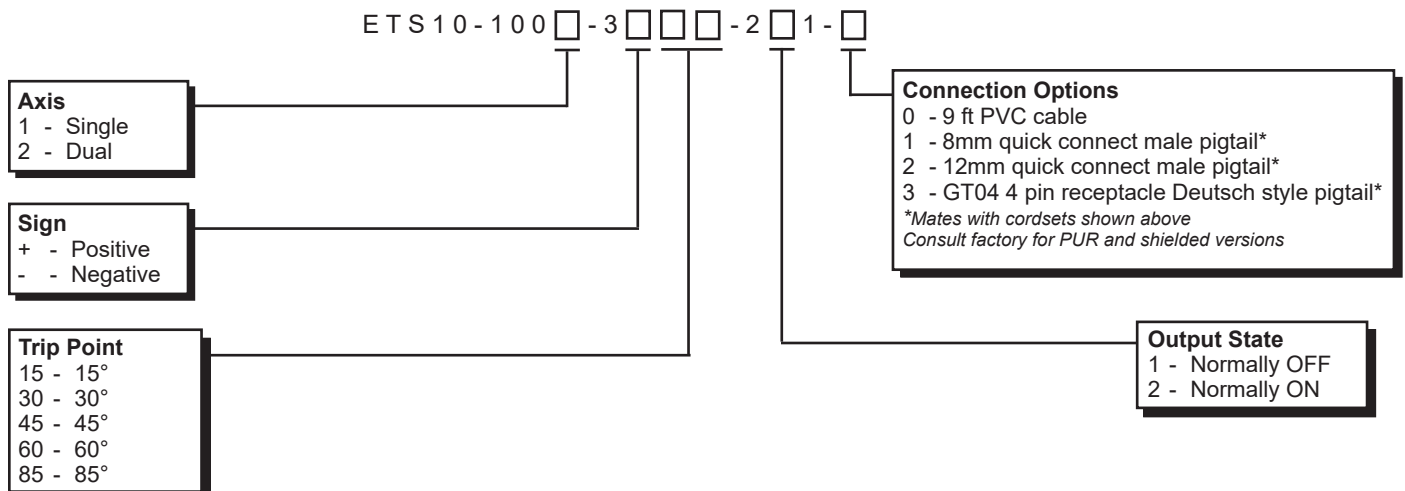 ETS10-100□-3□□□-2□1-□
Axis
1 - Single
2 - Dual
Sign
+ - Positive
- - Negative
Trip Point
15 - 15°
30 - 30°
45 - 45°
60 - 60°
85 - 85°
Connection Options
0 - 9 ft PVC cable
1 - 8mm quick connect male pigtail*
2 - 12mm quick connect male pigtail*
3 - GT04 4 pin receptacle Deutsch style pigtail*
*Mates with cordsets shown above
Consult factory for PUR and shielded versions
Output State
1 - Normally OFF
2 - Normally ON